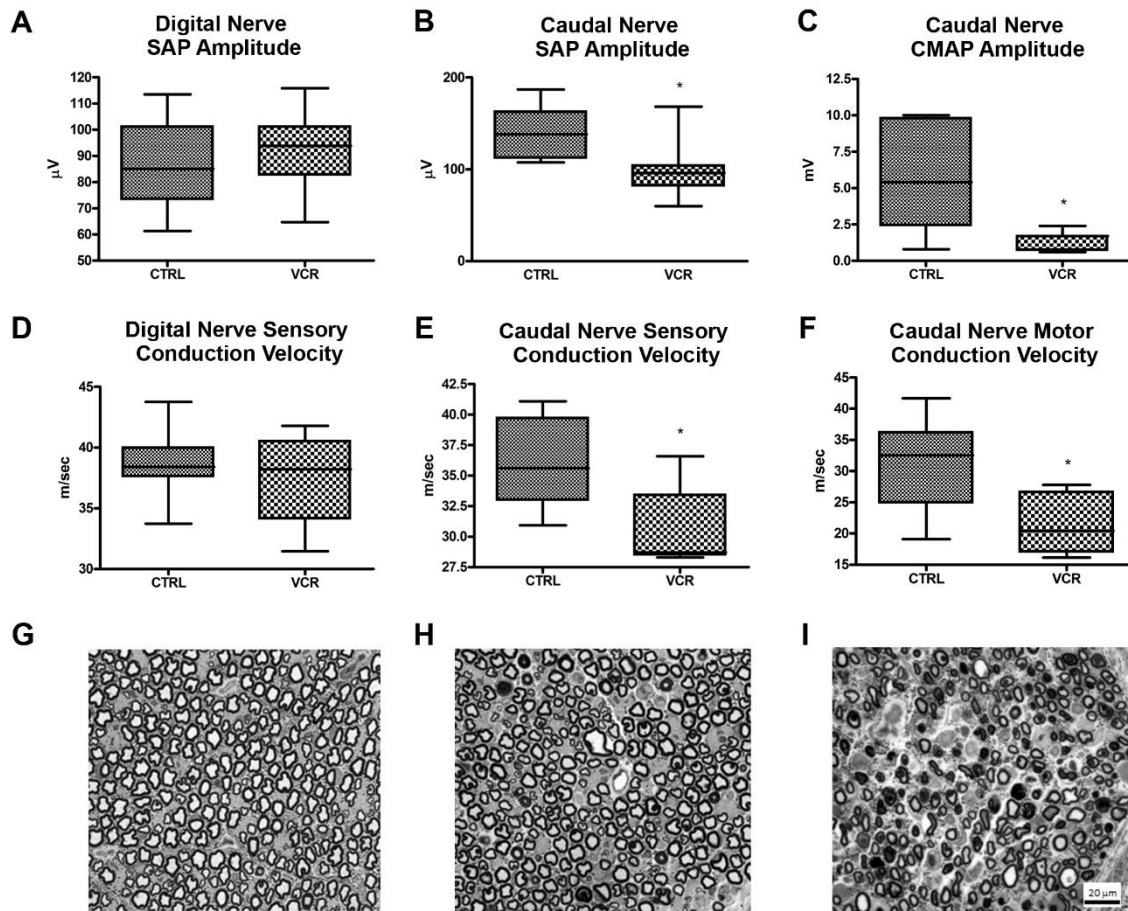 A
Digital Nerve
SAP Amplitude
120
110
100
90
80
70
60
50
μV
CTRL
VCR
B
Caudal Nerve
SAP Amplitude
200
100
0
μV
*
CTRL
VCR
C
Caudal Nerve
CMAP Amplitude
12.5
10.0
7.5
5.0
2.5
0.0
mV
*
CTRL
VCR
D
Digital Nerve Sensory
Conduction Velocity
45
40
35
30
m/sec
CTRL
VCR
E
Caudal Nerve Sensory
Conduction Velocity
42.5
40.0
37.5
35.0
32.5
30.0
27.5
m/sec
*
CTRL
VCR
F
Caudal Nerve Motor
Conduction Velocity
45
40
35
30
25
20
15
m/sec
*
CTRL
VCR
G
H
I
20 μm